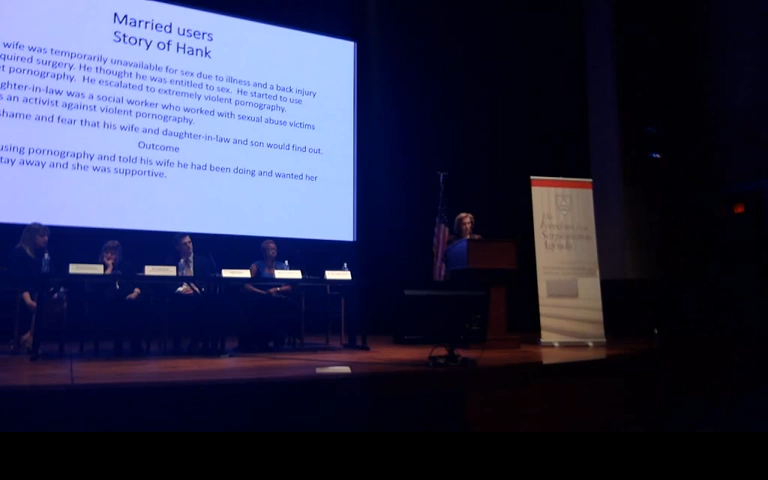 Married users
Story of Hank
wife was temporarily unavailable for sex due to illness and a back injury
quired surgery. He thought he was entitled to sex. He started to use
t pornography. He escalated to extremely violent pornography.
ghter-in-law was a social worker who worked with sexual abuse victims
s an activist against violent pornography.
shame and fear that his wife and daughter-in-law and son would find out.
Outcome
using pornography and told his wife he had been doing and wanted her
tay away and she was supportive.